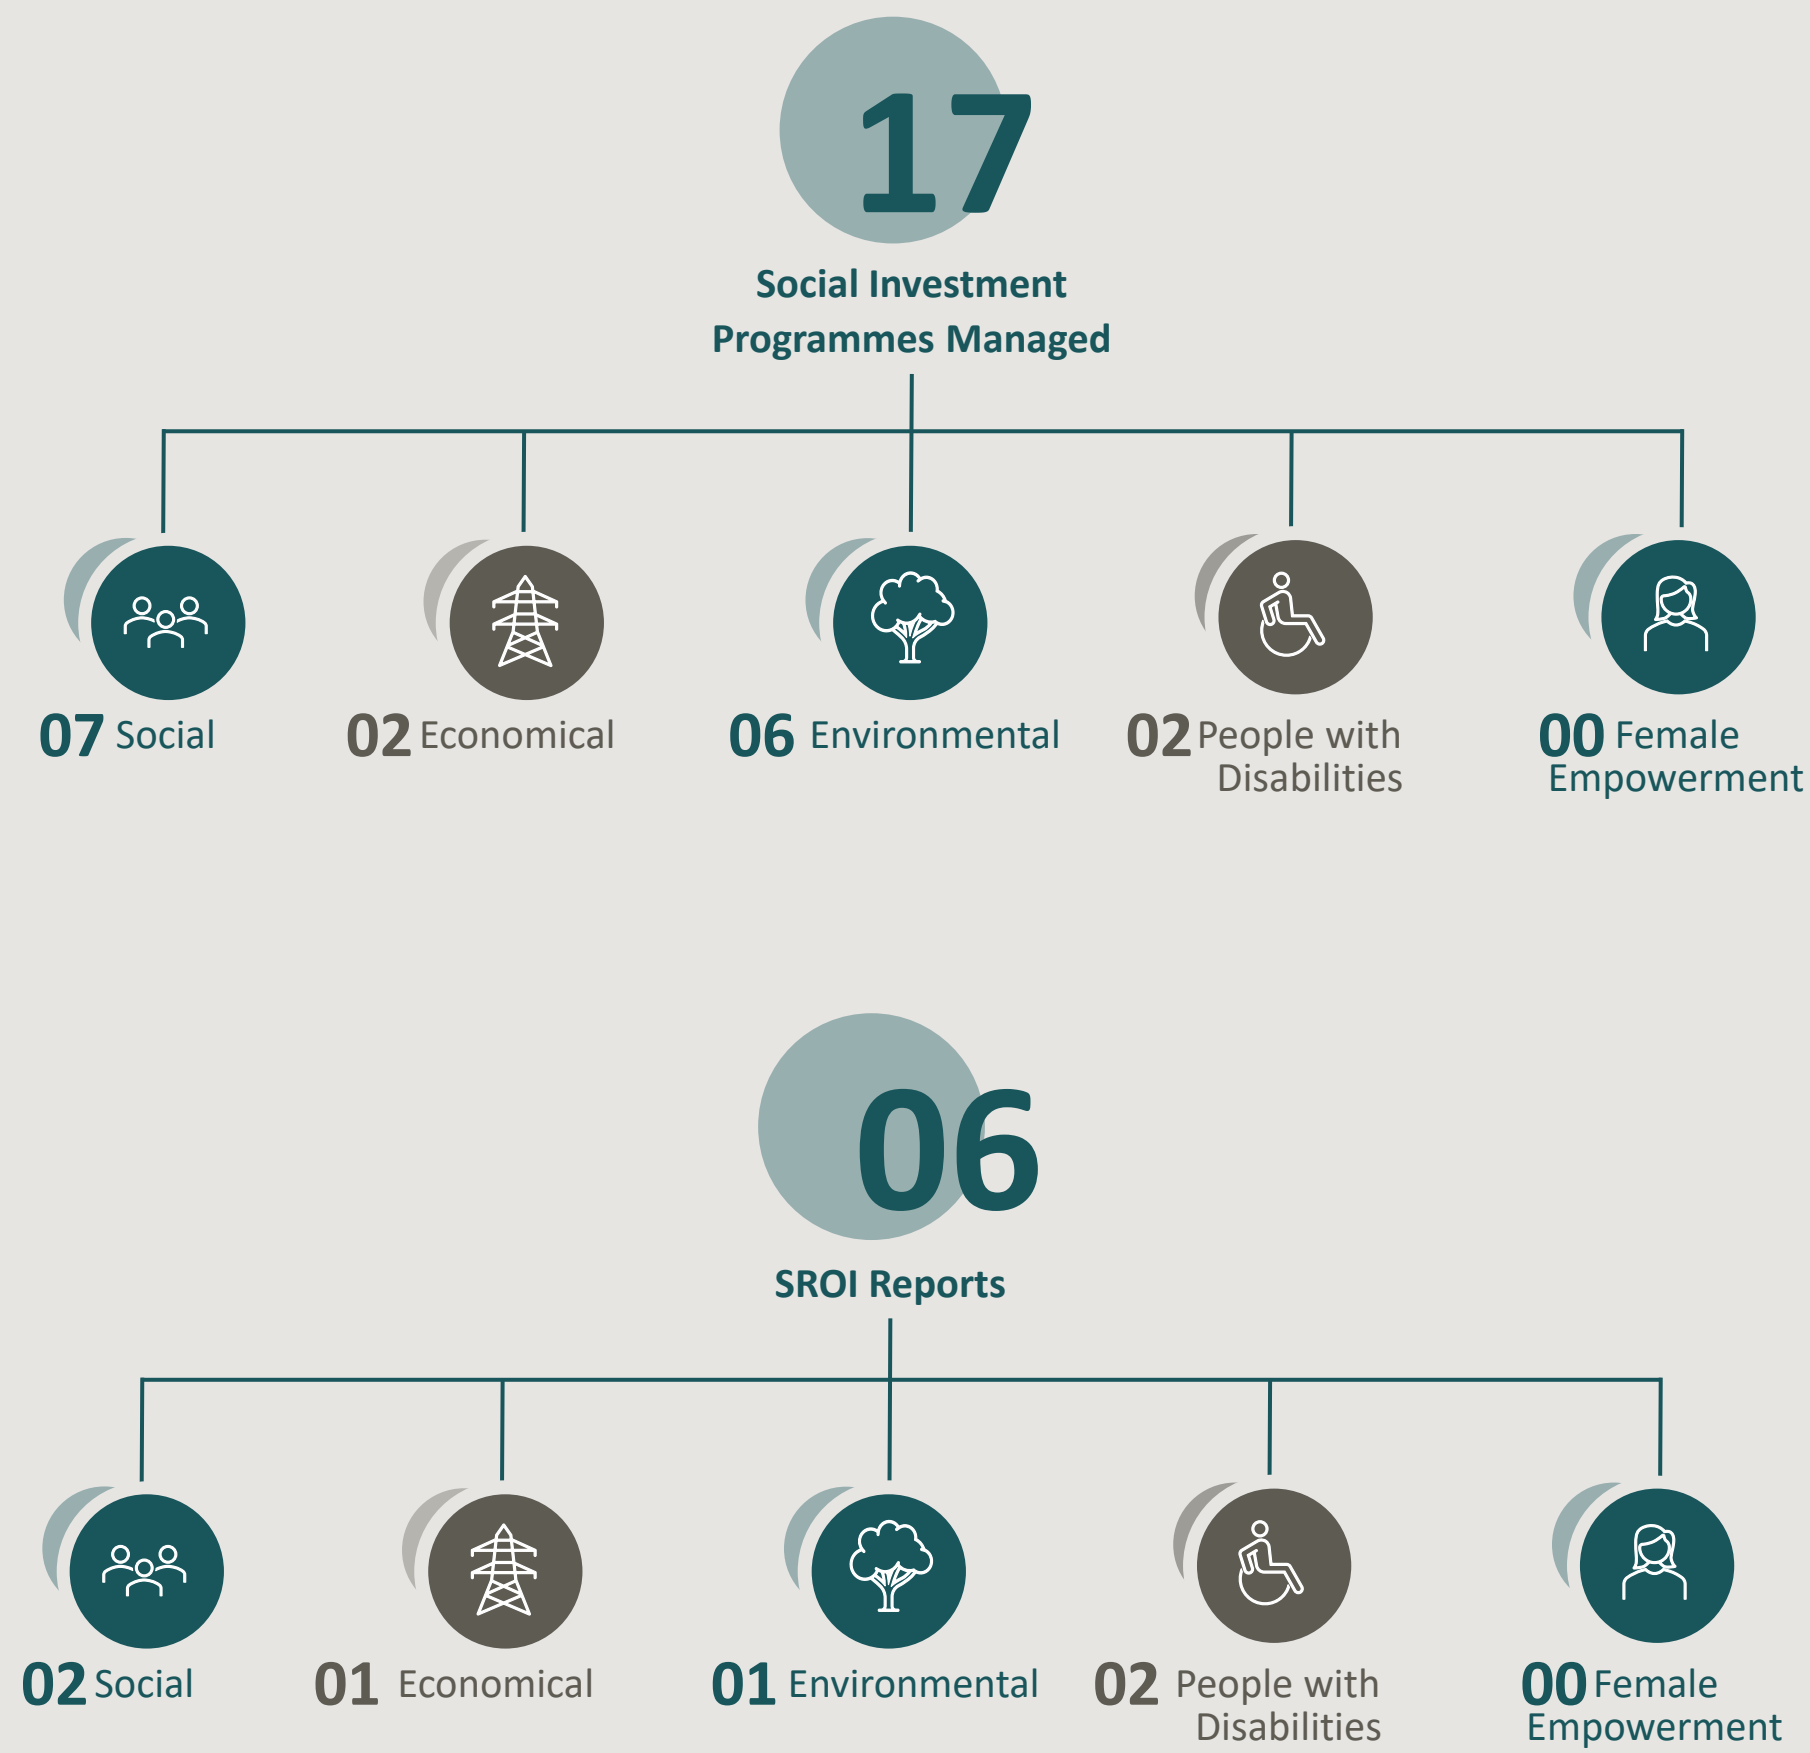 17
Social Investment
Programmes Managed
07 Social
02 Economical
06 Environmental
02 People with
Disabilities
00 Female
Empowerment
06
SROI Reports
02 Social
01 Economical
01 Environmental
02 People with
Disabilities
00 Female
Empowerment